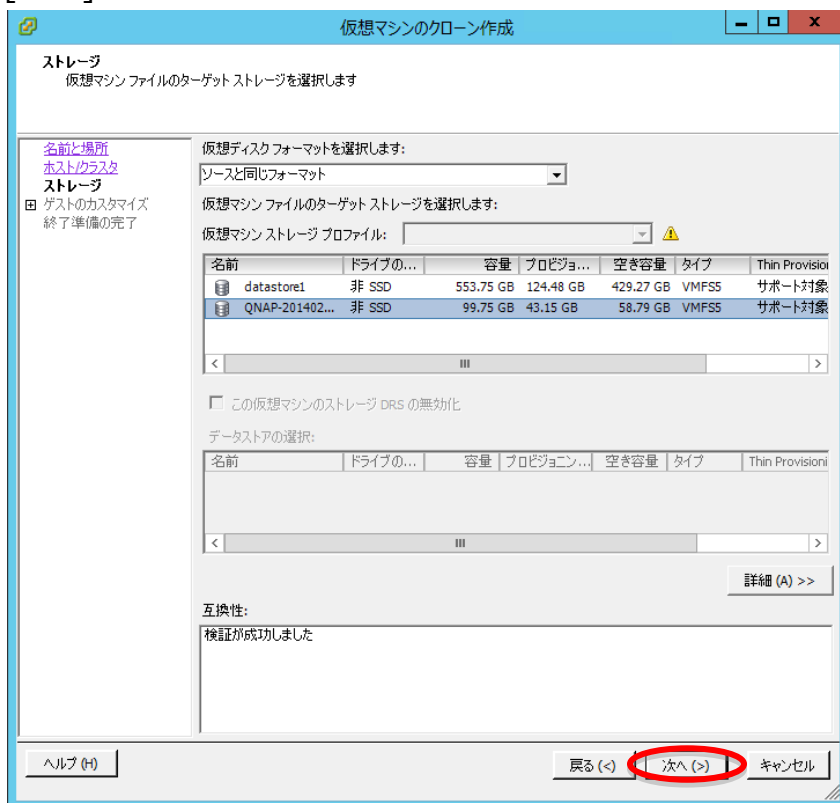 仮想マシンのクローン作成
ストレージ
仮想マシン ファイルのターゲット ストレージを選択します
名前と場所
ホスト/クラスタ
ストレージ
ゲストのカスタマイズ
終了準備の完了
仮想ディスク フォーマットを選択します:
ソースと同じフォーマット
仮想マシン ファイルのターゲット ストレージを選択します:
仮想マシン ストレージ プロファイル:
名前 ドライブの... 容量 プロビジョ... 空き容量 タイプ Thin Provision
datastore1 非 SSD 553.75 GB 124.48 GB 429.27 GB VMFS5 サポート対象
QNAP-201402... 非 SSD 99.75 GB 43.15 GB 58.79 GB VMFS5 サポート対象
この仮想マシンのストレージ DRS の無効化
データストアの選択:
名前 ドライブの... 容量 プロビジョニン... 空き容量 タイプ Thin Provisioni
詳細 (A) >>
互換性:
検証が成功しました
ヘルプ (H) 戻る (<) 次へ (>) キャンセル